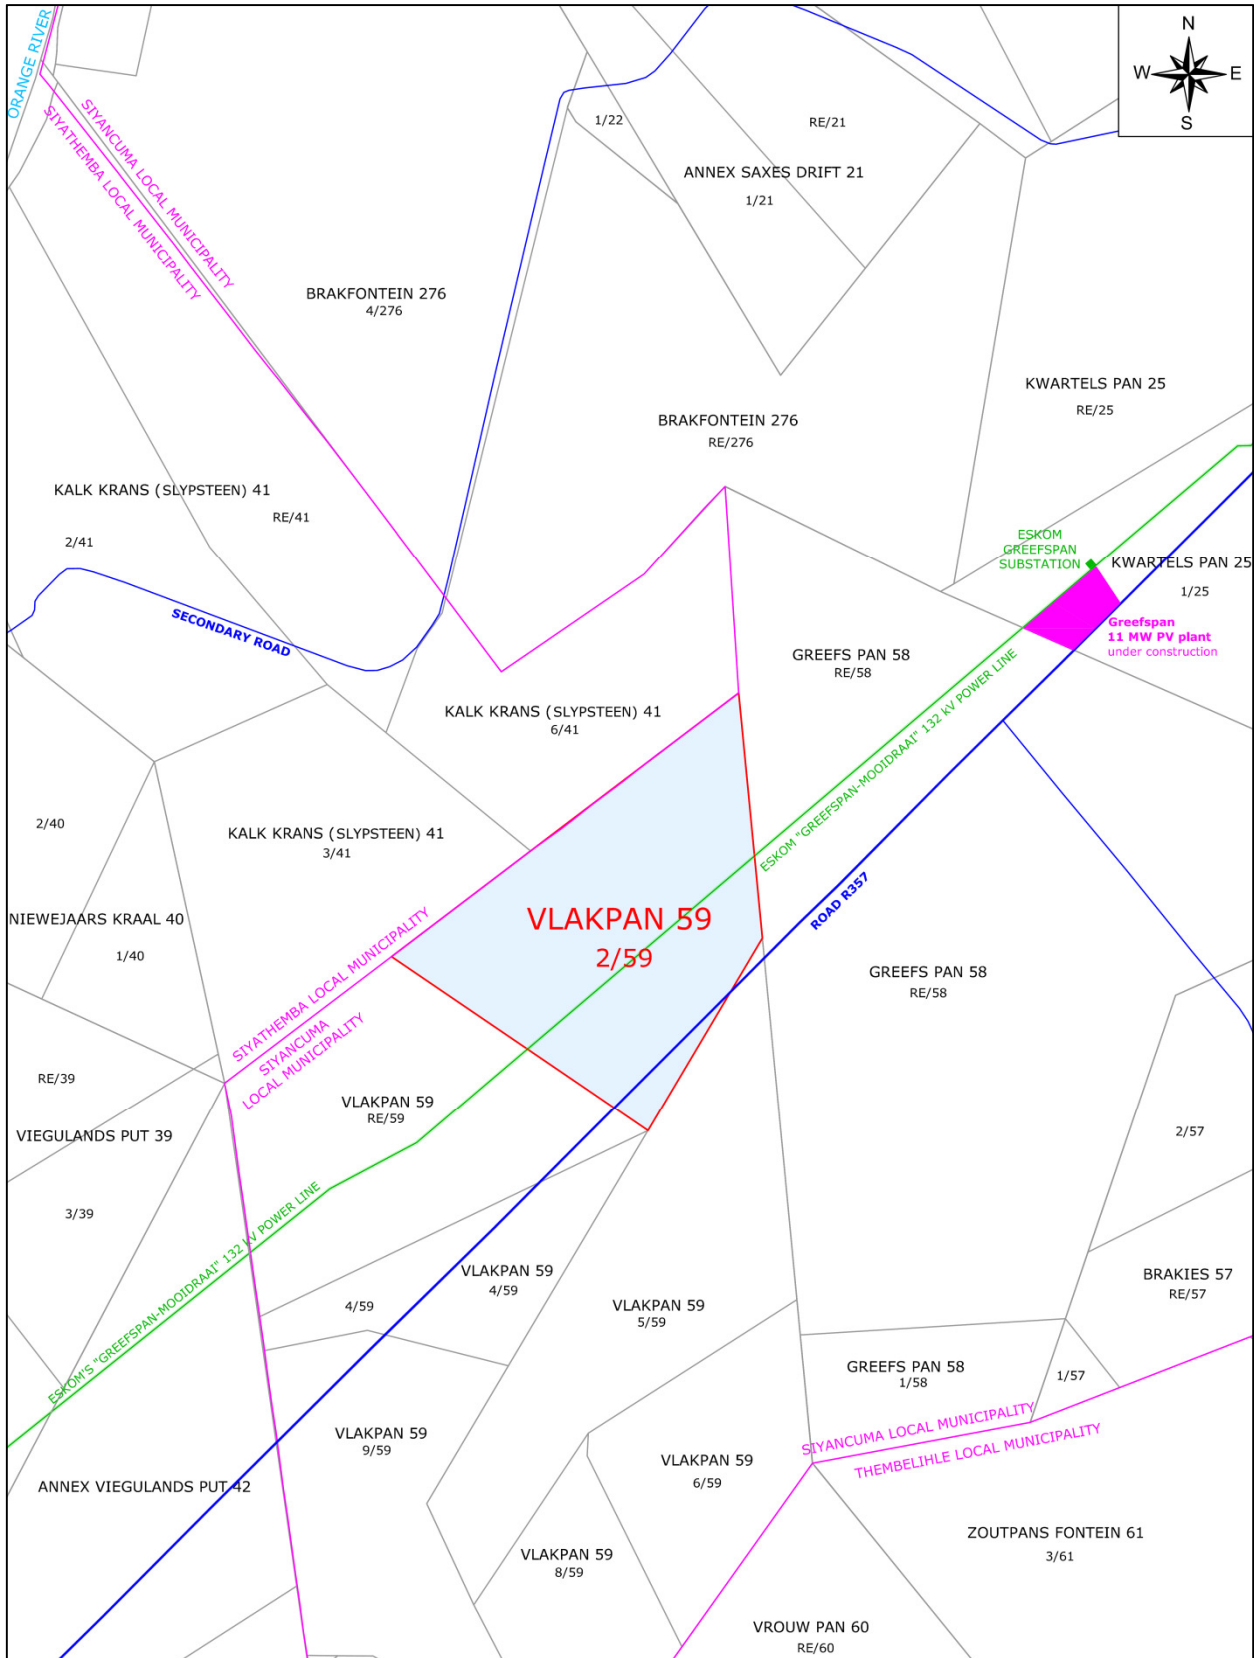 N
W
E
S
ORANGE RIVER
SIYANCUMA LOCAL MUNICIPALITY
SIYATHEMBA LOCAL MUNICIPALITY
1/22
RE/21
ANNEX SAXES DRIFT 21
1/21
BRAKFONTEIN 276
4/276
KWARTELS PAN 25
RE/25
BRAKFONTEIN 276
RE/276
KALK KRANS (SLYPSTEEN) 41
RE/41
2/41
ESKOM
GREEFSPAN
SUBSTATION
KWARTELS PAN 25
1/25
SECONDARY ROAD
Greefspan
11 MW PV plant
under construction
GREEFS PAN 58
RE/58
KALK KRANS (SLYPSTEEN) 41
6/41
ESKOM "GREEFSPAN-MOOIDRAAI" 132 kV POWER LINE
2/40
KALK KRANS (SLYPSTEEN) 41
3/41
ROAD R357
NIEWEJAARS KRAAL 40
1/40
VLAKPAN 59
2/59
GREEFS PAN 58
RE/58
SIYATHEMBA LOCAL MUNICIPALITY
SIYANCUMA
LOCAL MUNICIPALITY
RE/39
VLAKPAN 59
RE/59
VIEGULANDS PUT 39
2/57
3/39
ESKOM'S "GREEFSPAN-MOOIDRAAI" 132 kV POWER LINE
VLAKPAN 59
4/59
4/59
VLAKPAN 59
5/59
BRAKIES 57
RE/57
GREEFS PAN 58
1/58
1/57
SIYANCUMA LOCAL MUNICIPALITY
THEMBELIHLE LOCAL MUNICIPALITY
VLAKPAN 59
9/59
VLAKPAN 59
6/59
ANNEX VIEGULANDS PUT 42
ZOUTPANS FONTEIN 61
3/61
VLAKPAN 59
8/59
VROUW PAN 60
RE/60